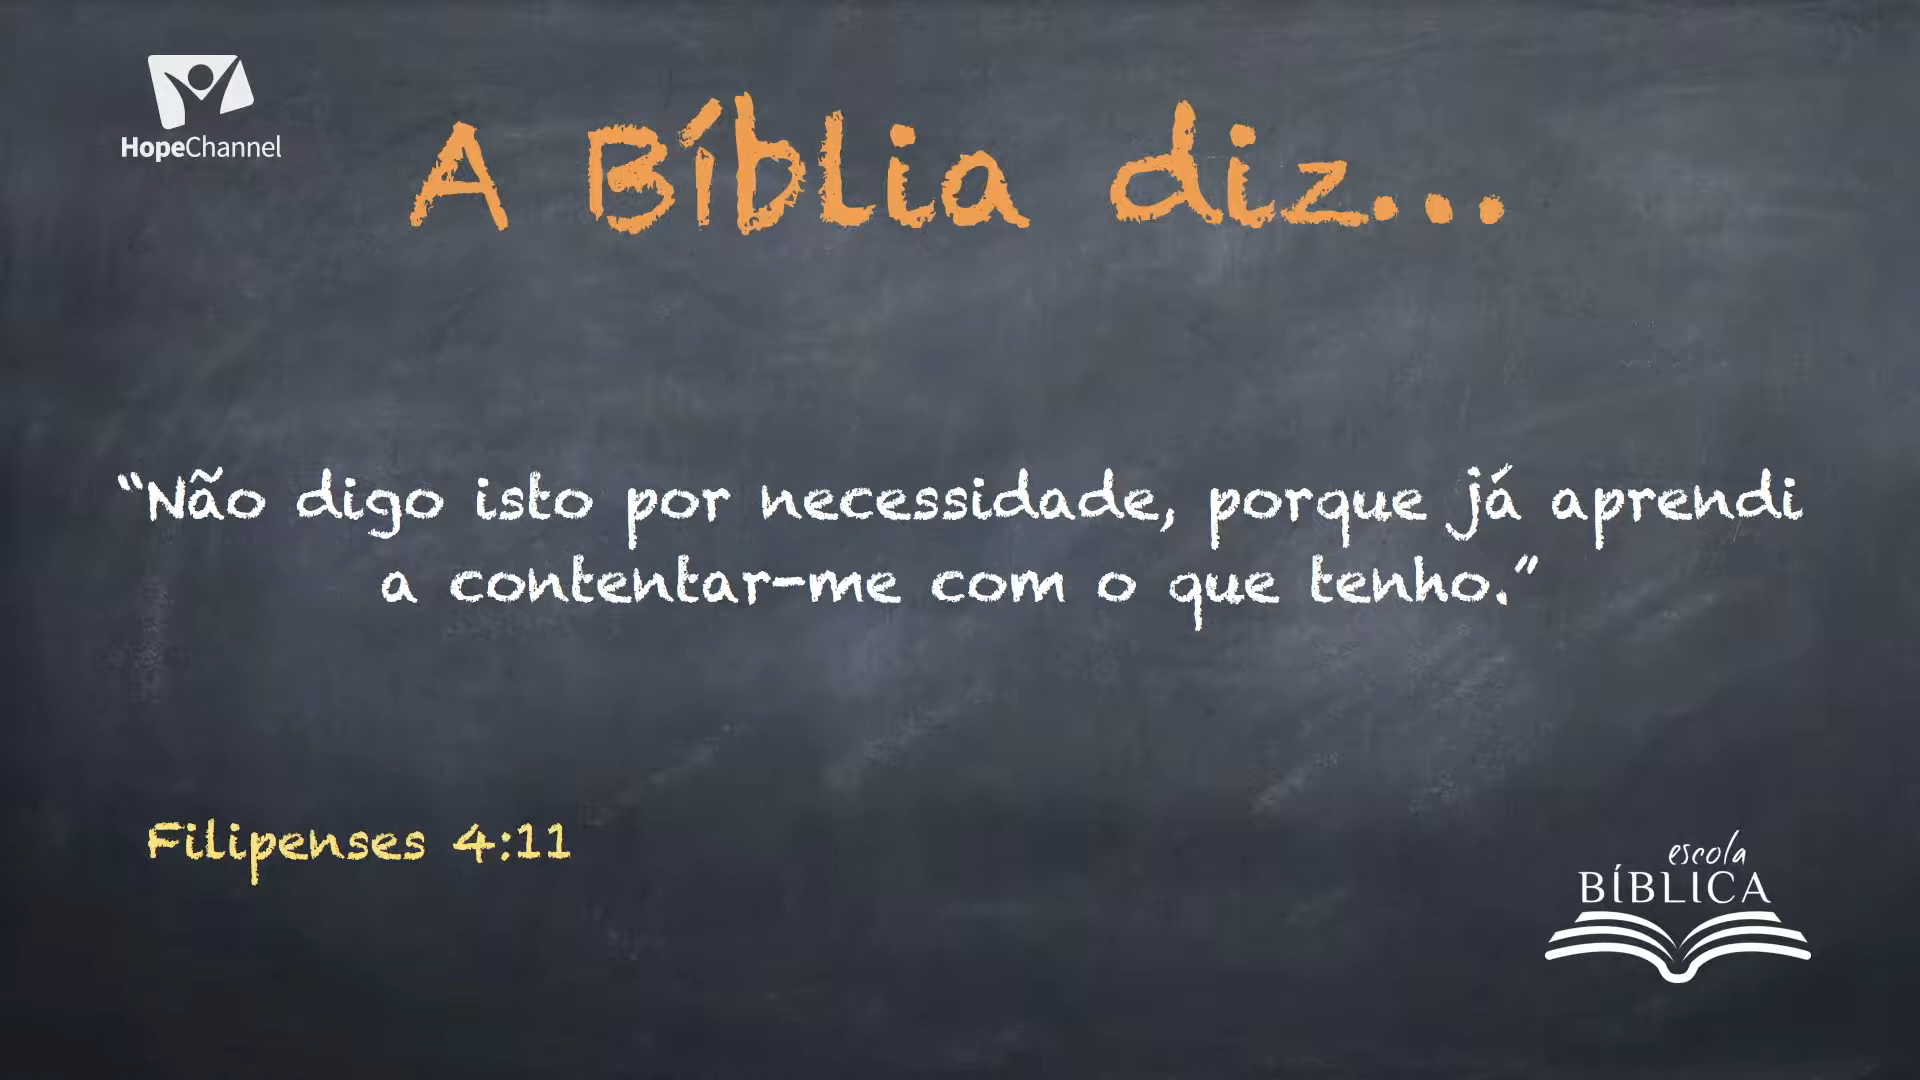 HopeChannel
A Bíblia diz...
“Não digo isto por necessidade, porque já aprendi
a contentar-me com o que tenho.”
Filipenses 4:11
escola
BÍBLICA